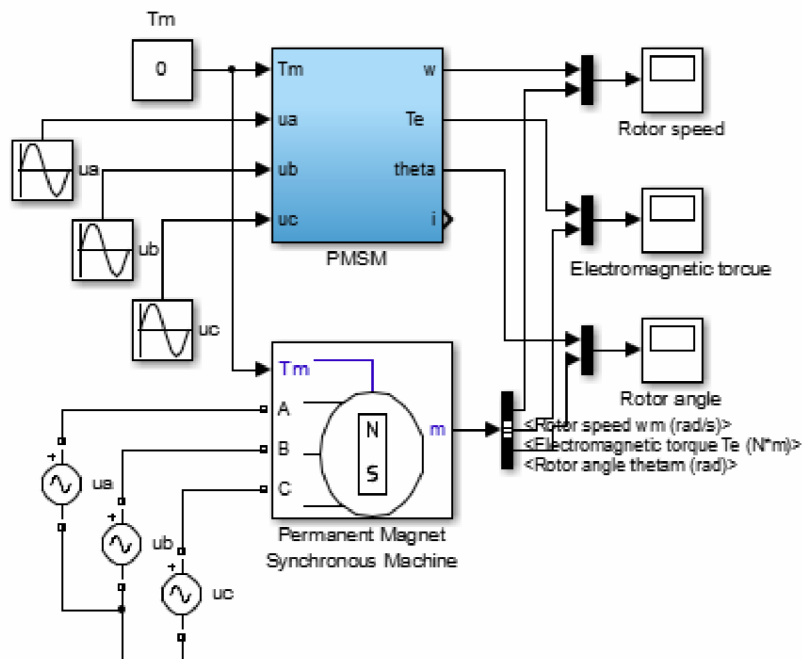 Tm
0
Tm
ua
ub
uc
w
Te
theta
i
PMSM
ua
ub
uc
Rotor speed
Electromagnetic torcue
Rotor angle
Tm
A
B
C
N
S
m
Permanent Magnet
Synchronous Machine
<Rotor speed wm (rad/s)>
<Electromagnetic torque Te (N*m)>
<Rotor angle thetam (rad)>
+
ua
+
ub
+
uc